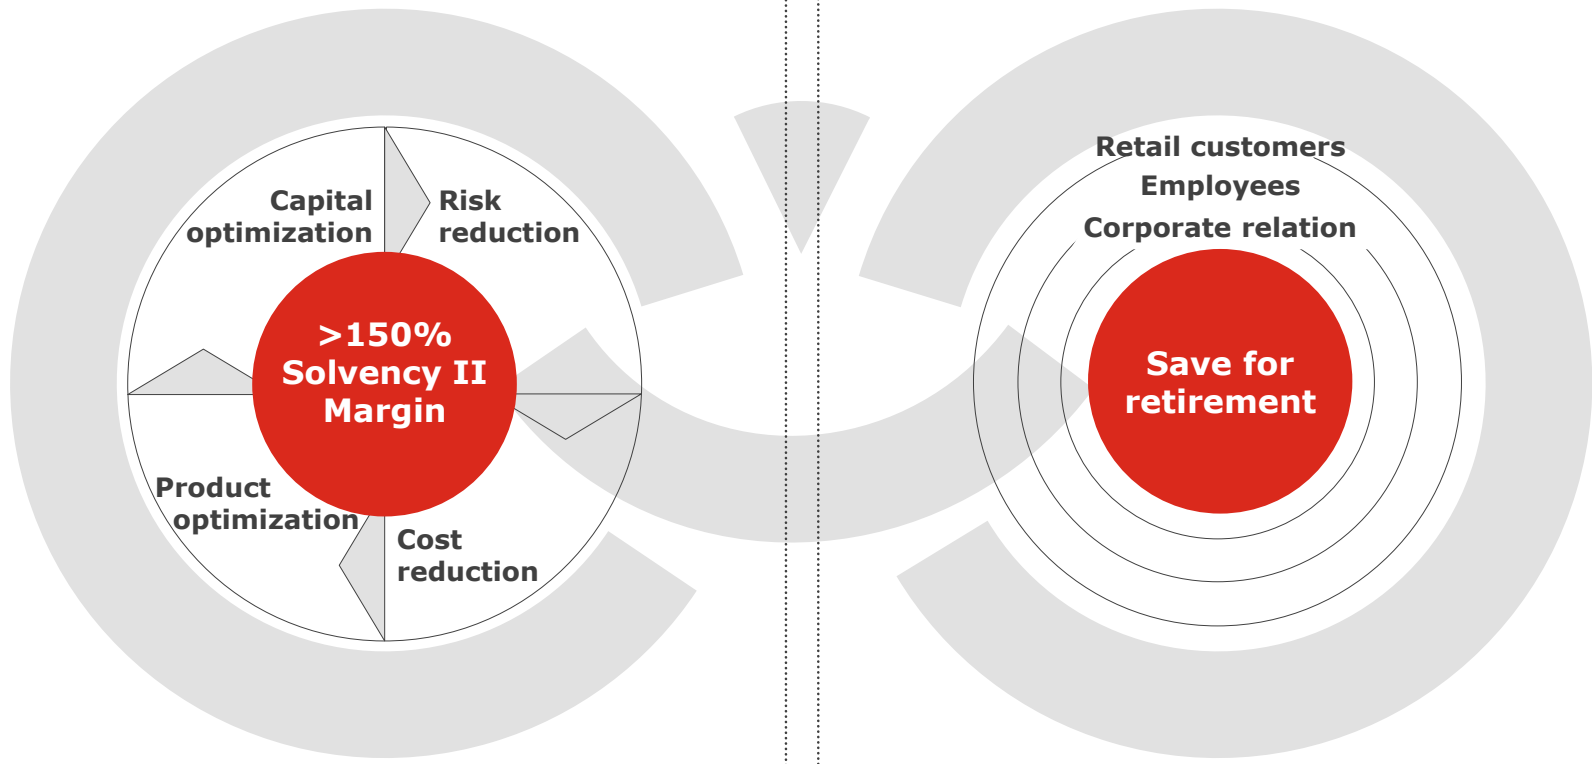 Capital
optimization
Risk
reduction
>150%
Solvency II
Margin
Product
optimization
Cost
reduction
Retail customers
Employees
Corporate relation
Save for
retirement